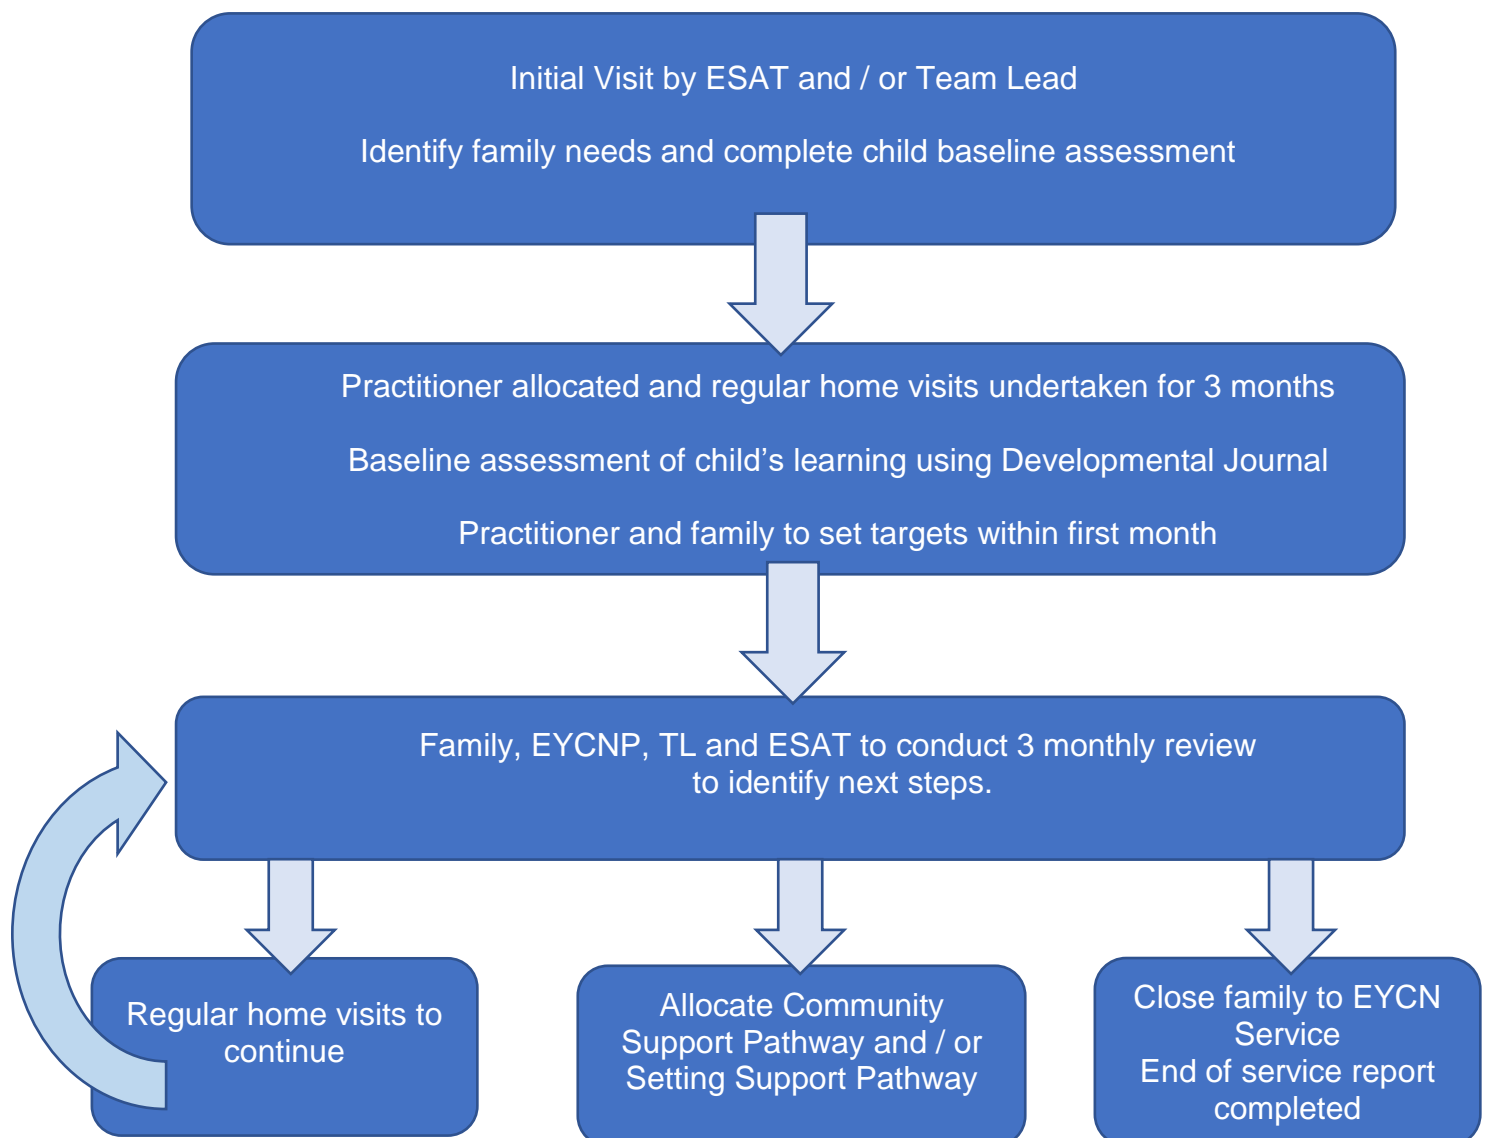 Initial Visit by ESAT and / or Team Lead
Identify family needs and complete child baseline assessment
Practitioner allocated and regular home visits undertaken for 3 months
Baseline assessment of child’s learning using Developmental Journal
Practitioner and family to set targets within first month
Family, EYCNP, TL and ESAT to conduct 3 monthly review
to identify next steps.
Regular home visits to
continue
Allocate Community
Support Pathway and / or
Setting Support Pathway
Close family to EYCN
Service
End of service report
completed